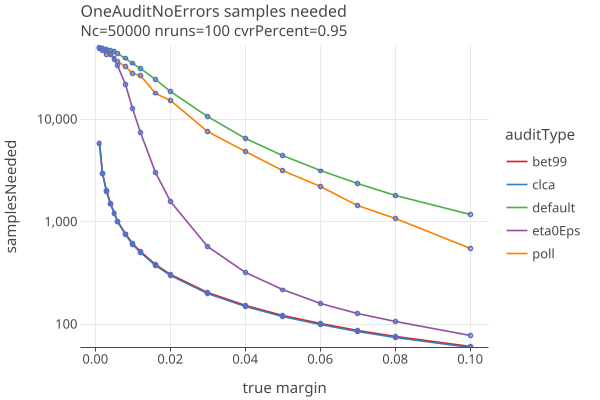 OneAuditNoErrors samples needed
Nc=50000 nruns=100 cvrPercent=0.95
10,000
1,000
100
samplesNeeded
0.00
0.02
0.04
0.06
0.08
0.10
true margin
auditType
bet99
clca
default
eta0Eps
poll